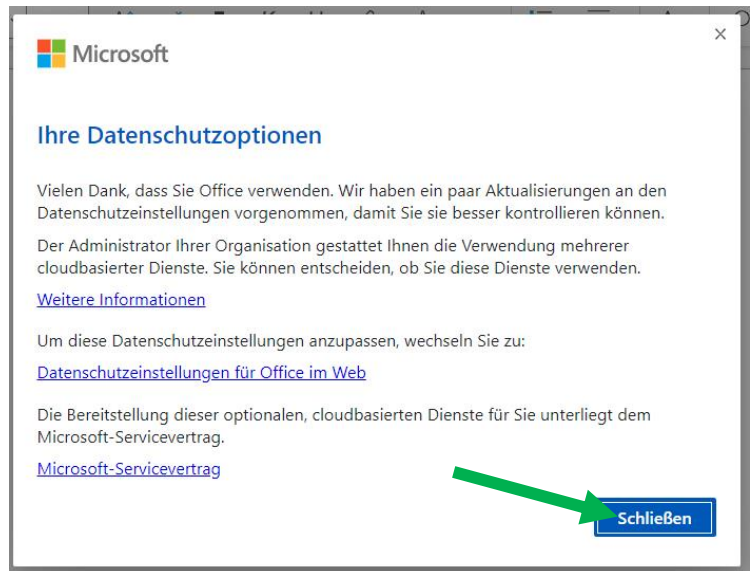 Microsoft
Ihre Datenschutzoptionen
Vielen Dank, dass Sie Office verwenden. Wir haben ein paar Aktualisierungen an den
Datenschutzeinstellungen vorgenommen, damit Sie sie besser kontrollieren können.
Der Administrator Ihrer Organisation gestattet Ihnen die Verwendung mehrerer
cloudbasierter Dienste. Sie können entscheiden, ob Sie diese Dienste verwenden.
Weitere Informationen
Um diese Datenschutzeinstellungen anzupassen, wechseln Sie zu:
Datenschutzeinstellungen für Office im Web
Die Bereitstellung dieser optionalen, cloudbasierten Dienste für Sie unterliegt dem
Microsoft-Servicevertrag.
Microsoft-Servicevertrag
Schließen